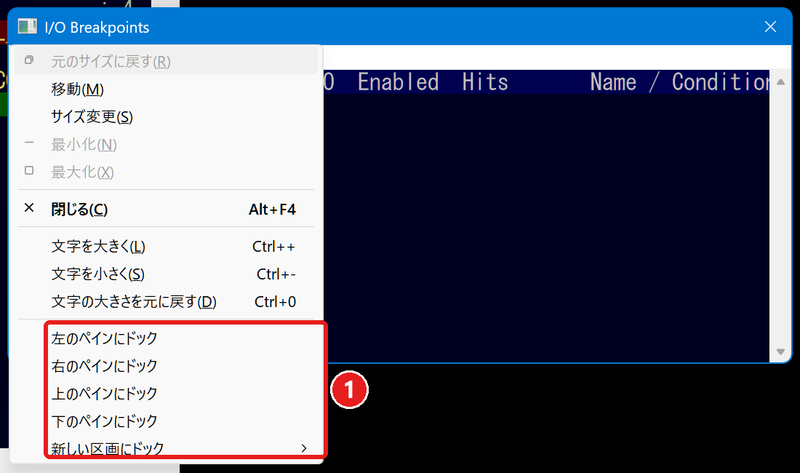 I/O Breakpoints
元のサイズに戻す(R)
移動(M)
O Enabled Hits Name / Condition
サイズ変更(S)
最小化(N)
最大化(X)
閉じる(C) Alt+F4
文字を大きく(L) Ctrl++
文字を小さく(S) Ctrl+-
文字の大きさを元に戻す(D) Ctrl+0
左のペインにドック
右のペインにドック
上のペインにドック
1
下のペインにドック
新しい区画にドック